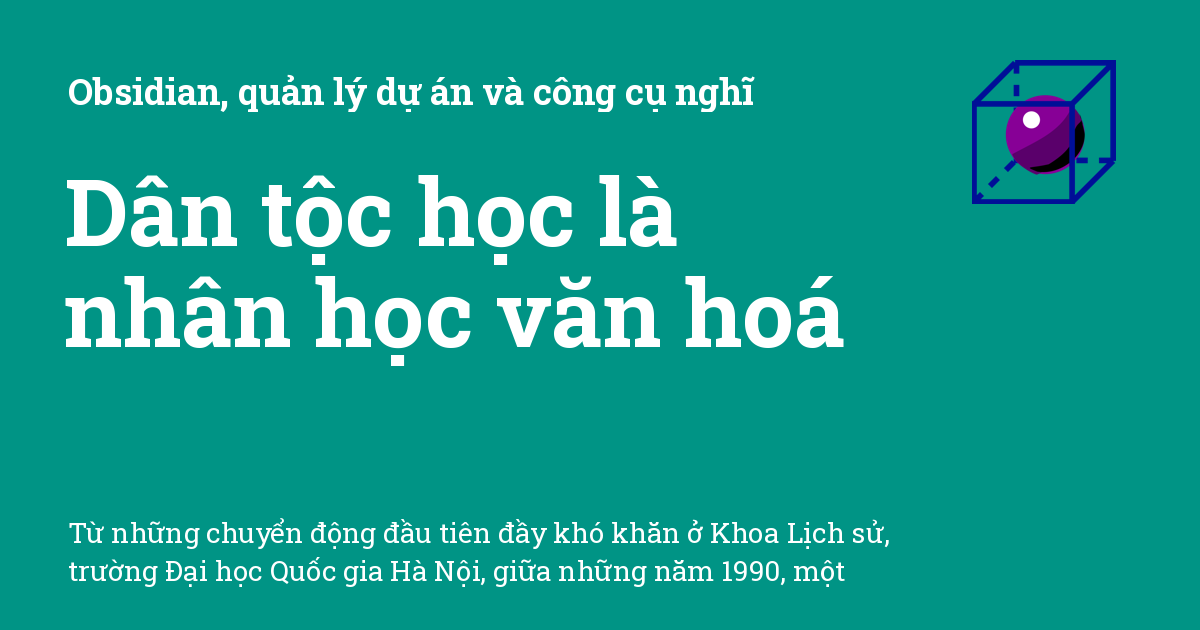 Obsidian, quản lý dự án và công cụ nghĩ
Dân tộc học là
nhân học văn hoá
Từ những chuyển động đầu tiên đầy khó khăn ở Khoa Lịch sử,
trường Đại học Quốc gia Hà Nội, giữa những năm 1990, một